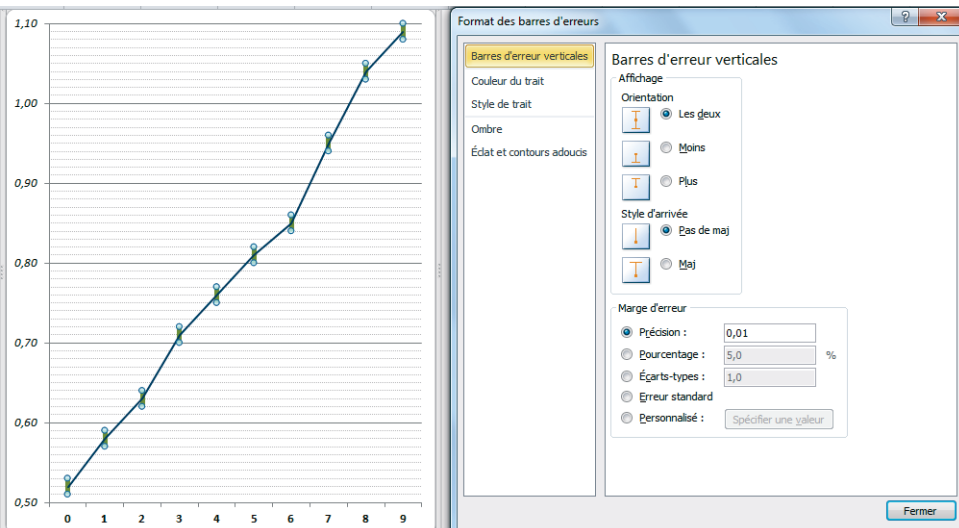 1,10
1,00
0,90
0,80
0,70
0,60
0,50
0 1 2 3 4 5 6 7 8 9
Format des barres d'erreurs
Barres d'erreur verticales
Couleur du trait
Style de trait
Ombre
Éclat et contours adoucis
Barres d'erreur verticales
Affichage
Orientation
Les deux
Moins
Plus
Style d'arrivée
Pas de maj
Maj
Marge d'erreur
Précision : 0,01
Pourcentage : 5,0 %
Écarts-types : 1,0
Erreur standard
Personnalisé : Spécifier une valeur
Fermer